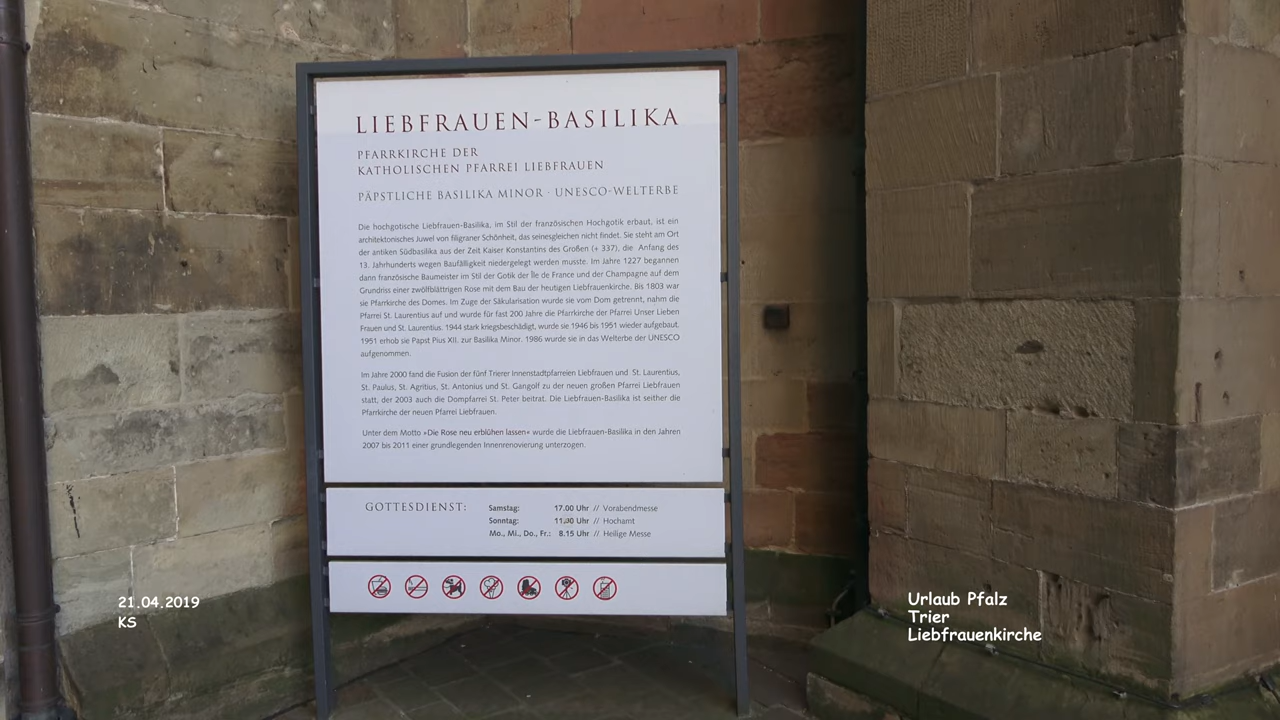 LIEBFRAUEN-BASILIKA
PFARRKIRCHE DER
KATHOLISCHEN PFARREI LIEBFRAUEN
PÄPSTLICHE BASILIKA MINOR · UNESCO-WELTERBE
Die hochgotische Liebfrauen-Basilika, im Stil der französischen Hochgotik erbaut, ist ein
architektonisches Juwel von filigraner Schönheit, das seinesgleichen nicht findet. Sie steht am Ort
der antiken Südbasilika aus der Zeit Kaiser Konstantins des Großen (+ 337), die Anfang des
13. Jahrhunderts wegen Baufälligkeit niedergelegt werden musste. Im Jahre 1227 begannen
dann französische Baumeister im Stil der Gotik der Île de France und der Champagne auf dem
Grundriss einer zwölfblättrigen Rose mit dem Bau der heutigen Liebfrauenkirche. Bis 1803 war
sie Pfarrkirche des Domes. Im Zuge der Säkularisation wurde sie vom Dom getrennt, nahm die
Pfarrei St. Laurentius auf und wurde für fast 200 Jahre die Pfarrkirche der Pfarrei Unser Lieben
Frauen und St. Laurentius. 1944 stark kriegsbeschädigt, wurde sie 1946 bis 1951 wieder aufgebaut.
1951 erhob sie Papst Pius XII. zur Basilika Minor. 1986 wurde sie in das Welterbe der UNESCO
aufgenommen.
Im Jahre 2000 fand die Fusion der fünf Trierer Innenstadtpfarreien Liebfrauen und St. Laurentius,
St. Paulus, St. Agritius, St. Antonius und St. Gangolf zu der neuen großen Pfarrei Liebfrauen
statt, der 2003 auch die Dompfarrei St. Peter beitrat. Die Liebfrauen-Basilika ist seither die
Pfarrkirche der neuen Pfarrei Liebfrauen.
Unter dem Motto »Die Rose neu erblühen lassen« wurde die Liebfrauen-Basilika in den Jahren
2007 bis 2011 einer grundlegenden Innenrenovierung unterzogen.
GOTTESDIENST:
Samstag: 17.00 Uhr // Vorabendmesse
Sonntag: 11.00 Uhr // Hochamt
Mo., Mi., Do., Fr.: 8.15 Uhr // Heilige Messe
21.04.2019
KS
Urlaub Pfalz
Trier
Liebfrauenkirche